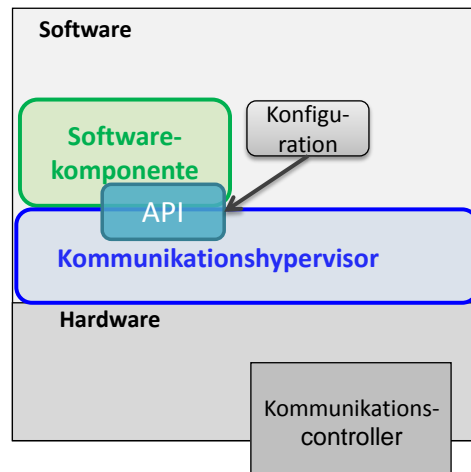 Software
Software-
komponente
Konfigu-
ration
API
Kommunikationshypervisor
Hardware
Kommunikations-
controller